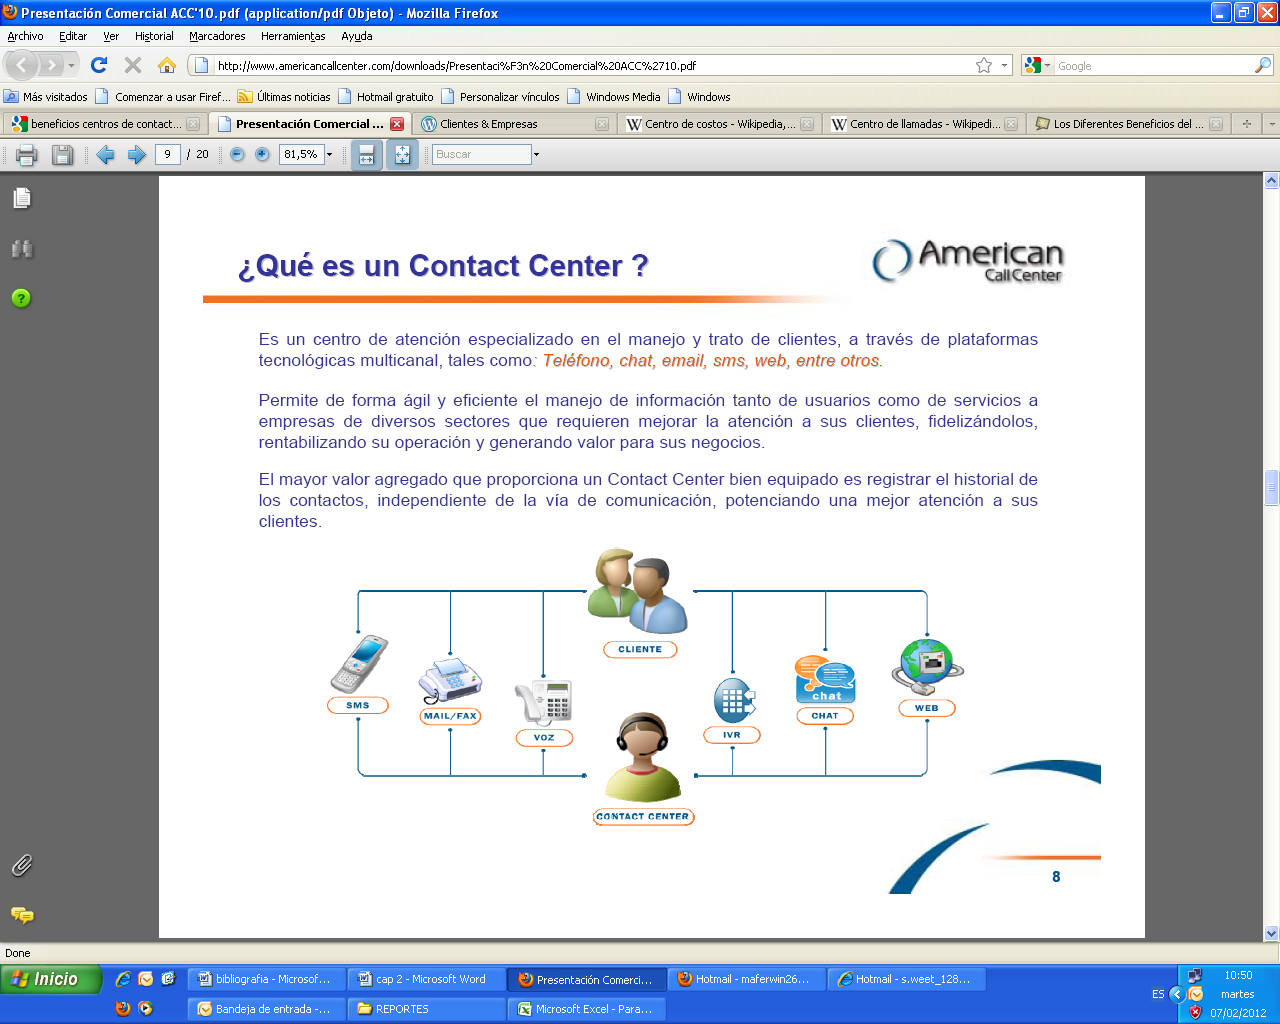 Presentación Comercial ACC'10.pdf (application/pdf Objeto) - Mozilla Firefox
Archivo Editar Ver Historial Marcadores Herramientas Ayuda
http://www.americancallcenter.com/downloads/Presentaci%F3n%20Comercial%20ACC%2710.pdf
Google
Más visitados Comenzar a usar Firef... Últimas noticias Hotmail gratuito Personalizar vínculos Windows Media Windows
beneficios centros de contact... Presentación Comercial ... Clientes & Empresas Centro de costos - Wikipedia,... Centro de llamadas - Wikipedi... Los Diferentes Beneficios del ...
9 / 20 81,5% Buscar
¿Qué es un Contact Center ?
American
Call Center
Es un centro de atención especializado en el manejo y trato de clientes, a través de plataformas
tecnológicas multicanal, tales como: Teléfono, chat, email, sms, web, entre otros.
Permite de forma ágil y eficiente el manejo de información tanto de usuarios como de servicios a
empresas de diversos sectores que requieren mejorar la atención a sus clientes, fidelizándolos,
rentabilizando su operación y generando valor para sus negocios.
El mayor valor agregado que proporciona un Contact Center bien equipado es registrar el historial de
los contactos, independiente de la vía de comunicación, potenciando una mejor atención a sus
clientes.
CLIENTE
SMS
MAIL/FAX
VOZ
IVR
chat
CHAT
WEB
CONTACT CENTER
8
Done
Inicio
bibliografia - Microsof... cap 2 - Microsoft Word Presentación Comerci... Hotmail - maferwin26... Hotmail - s.weet_128...
Bandeja de entrada -... REPORTES Microsoft Excel - Para...
ES
10:50
martes
07/02/2012